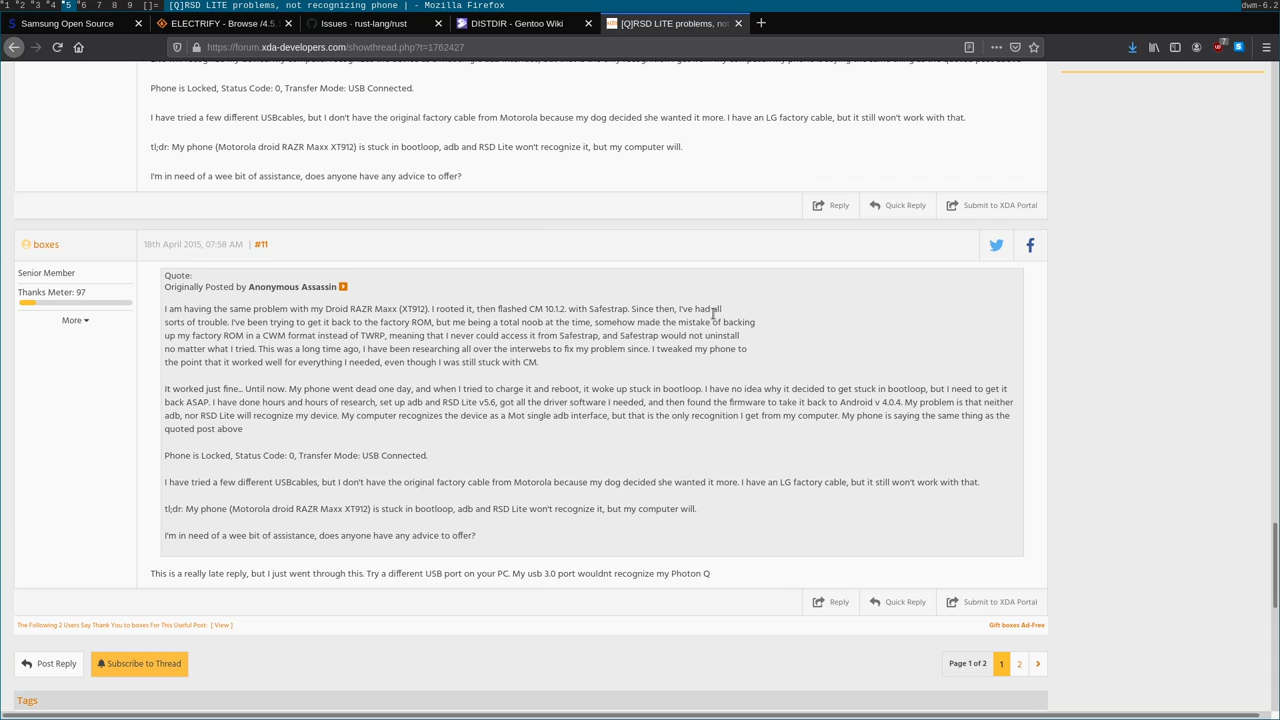 1 2 3 4 5 6 7 8 9 []= [Q]RSD LITE problems, not recognizing phone | - Mozilla Firefox dwm-6.2
Samsung Open Source
ELECTRIFY - Browse /4.5.
Issues · rust-lang/rust
DISTDIR - Gentoo Wiki
[Q]RSD LITE problems, not
https://forum.xda-developers.com/showthread.php?t=1762427
7
Phone is Locked, Status Code: 0, Transfer Mode: USB Connected.
I have tried a few different USBcables, but I don't have the original factory cable from Motorola because my dog decided she wanted it more. I have an LG factory cable, but it still won't work with that.
tl;dr: My phone (Motorola droid RAZR Maxx XT912) is stuck in bootloop, adb and RSD Lite won't recognize it, but my computer will.
I'm in need of a wee bit of assistance, does anyone have any advice to offer?
Reply Quick Reply Submit to XDA Portal
boxes
18th April 2015, 07:58 AM | #11
Senior Member
Thanks Meter: 97
More
Quote:
Originally Posted by Anonymous Assassin
I am having the same problem with my Droid RAZR Maxx (XT912). I rooted it, then flashed CM 10.1.2. with Safestrap. Since then, I've had all
sorts of trouble. I've been trying to get it back to the factory ROM, but me being a total noob at the time, somehow made the mistake of backing
up my factory ROM in a CWM format instead of TWRP, meaning that I never could access it from Safestrap, and Safestrap would not uninstall
no matter what I tried. This was a long time ago, I have been researching all over the interwebs to fix my problem since. I tweaked my phone to
the point that it worked well for everything I needed, even though I was still stuck with CM.
It worked just fine... Until now. My phone went dead one day, and when I tried to charge it and reboot, it woke up stuck in bootloop. I have no idea why it decided to get stuck in bootloop, but I need to get it
back ASAP. I have done hours and hours of research, set up adb and RSD Lite v5.6, got all the driver software I needed, and then found the firmware to take it back to Android v 4.0.4. My problem is that neither
adb, nor RSD Lite will recognize my device. My computer recognizes the device as a Mot single adb interface, but that is the only recognition I get from my computer. My phone is saying the same thing as the
quoted post above
Phone is Locked, Status Code: 0, Transfer Mode: USB Connected.
I have tried a few different USBcables, but I don't have the original factory cable from Motorola because my dog decided she wanted it more. I have an LG factory cable, but it still won't work with that.
tl;dr: My phone (Motorola droid RAZR Maxx XT912) is stuck in bootloop, adb and RSD Lite won't recognize it, but my computer will.
I'm in need of a wee bit of assistance, does anyone have any advice to offer?
This is a really late reply, but I just went through this. Try a different USB port on your PC. My usb 3.0 port wouldnt recognize my Photon Q
Reply Quick Reply Submit to XDA Portal
The Following 2 Users Say Thank You to boxes For This Useful Post: [ View ]
Gift boxes Ad-Free
Post Reply Subscribe to Thread
Page 1 of 2 1 2
Tags